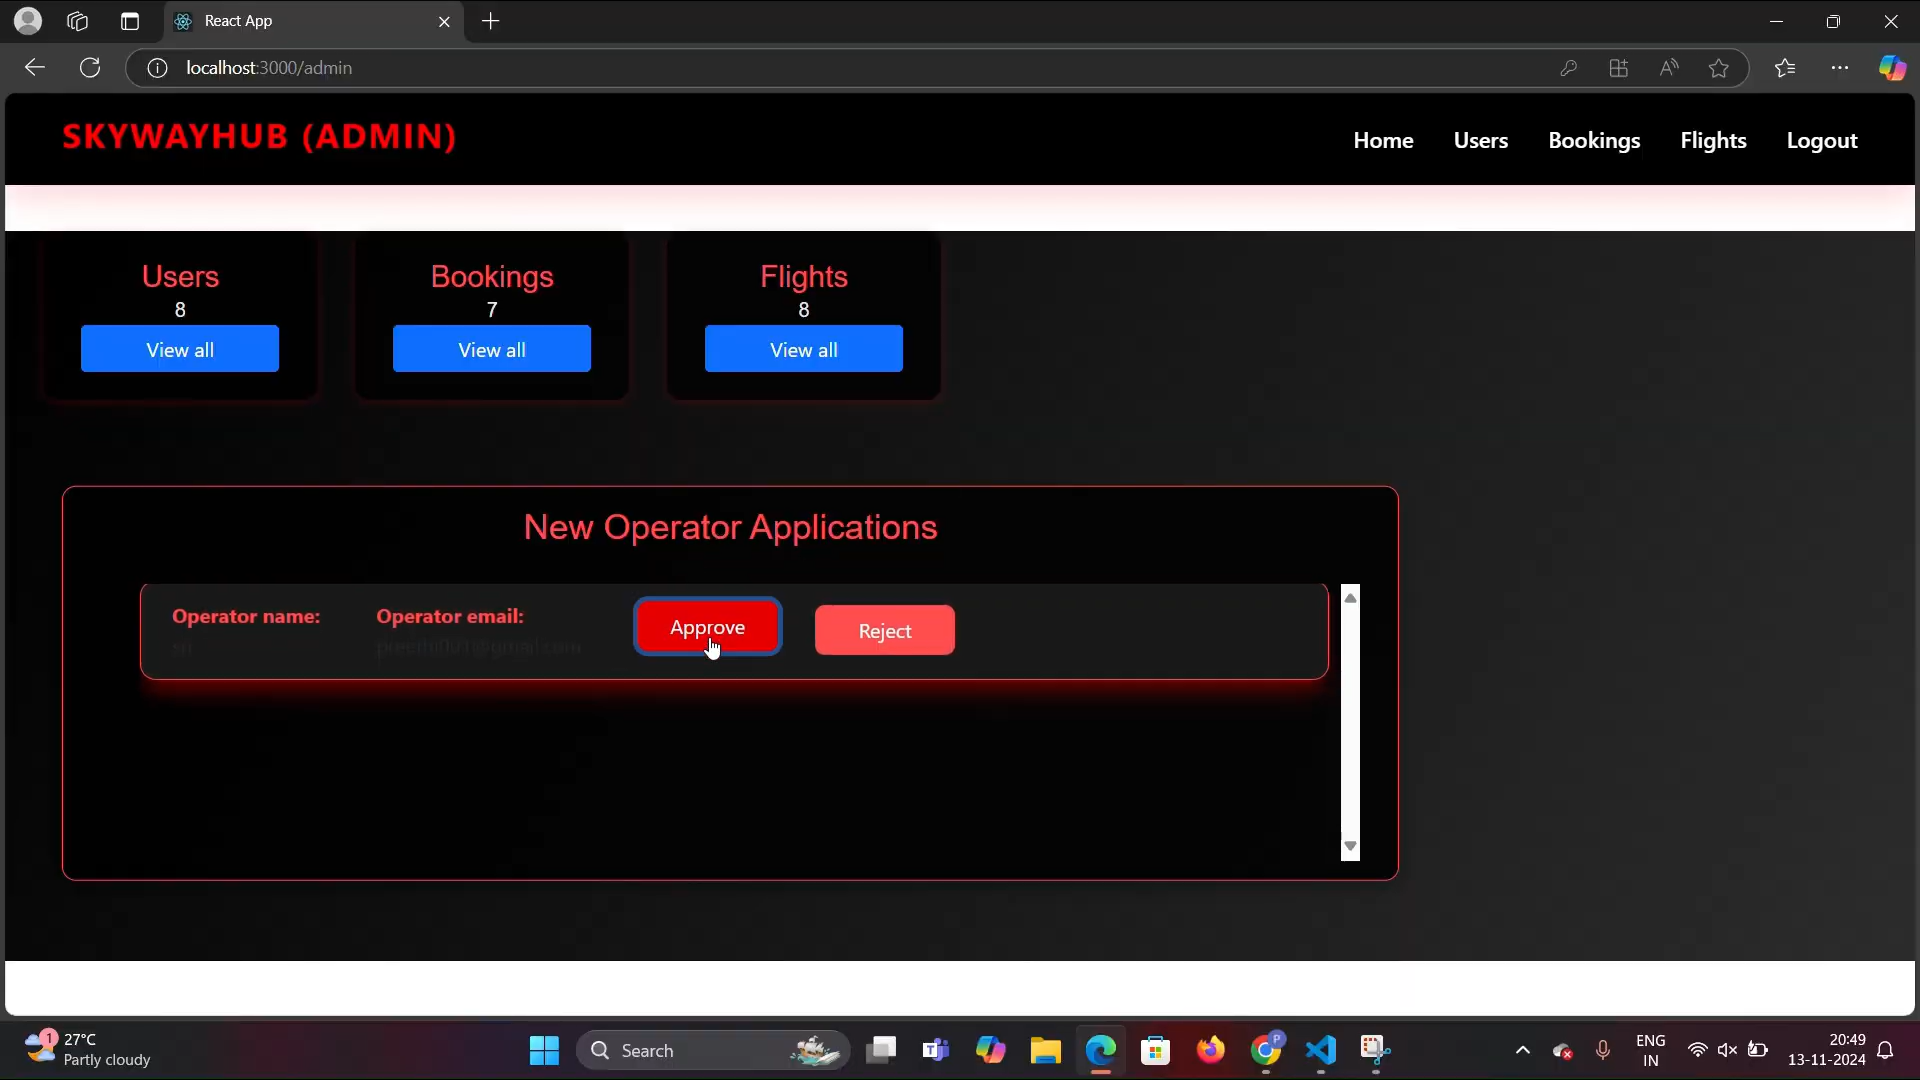 React App
localhost:3000/admin
SKYWAYHUB (ADMIN)
Home Users Bookings Flights Logout
Users Bookings Flights
8 7 8
View all View all View all
New Operator Applications
Operator name: Operator email: Approve Reject
1 27°C
Partly cloudy
Search
P
ENG
IN
20:49
13-11-2024